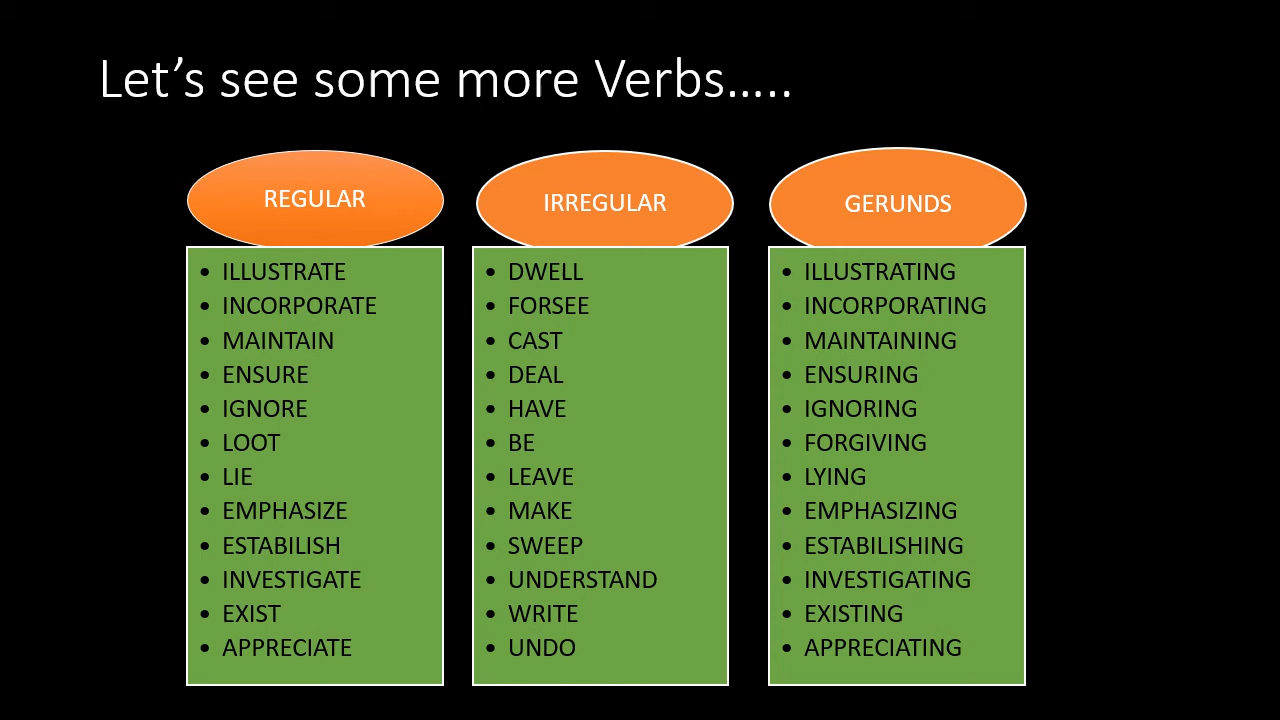 Let’s see some more Verbs…..
REGULAR
• ILLUSTRATE
• INCORPORATE
• MAINTAIN
• ENSURE
• IGNORE
• LOOT
• LIE
• EMPHASIZE
• ESTABILISH
• INVESTIGATE
• EXIST
• APPRECIATE
IRREGULAR
• DWELL
• FORSEE
• CAST
• DEAL
• HAVE
• BE
• LEAVE
• MAKE
• SWEEP
• UNDERSTAND
• WRITE
• UNDO
GERUNDS
• ILLUSTRATING
• INCORPORATING
• MAINTAINING
• ENSURING
• IGNORING
• FORGIVING
• LYING
• EMPHASIZING
• ESTABILISHING
• INVESTIGATING
• EXISTING
• APPRECIATING